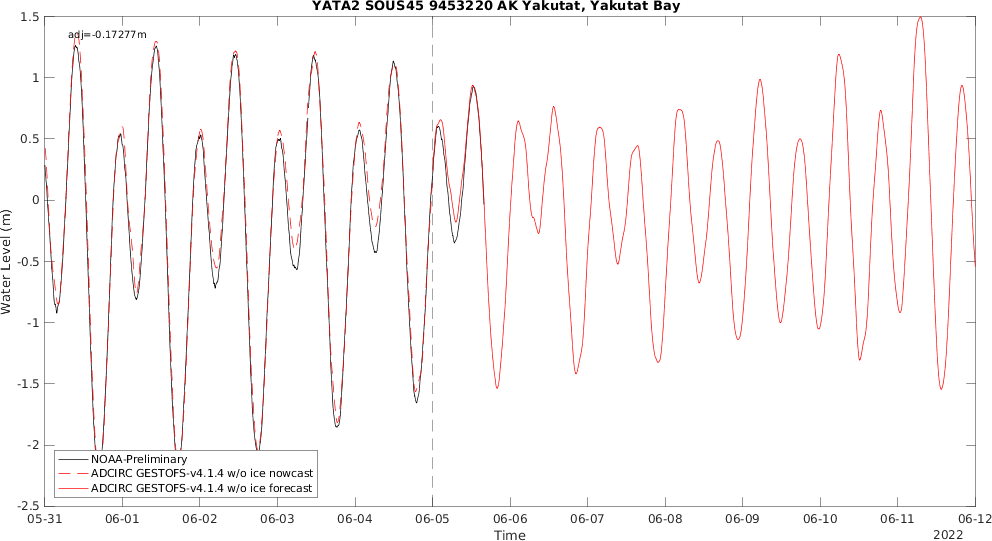 YATA2 SOUS45 9453220 AK Yakutat, Yakutat Bay
adj=-0.17277m
1.5
1
0.5
0
-0.5
-1
-1.5
-2
-2.5
Water Level (m)
NOAA-Preliminary
ADCIRC GESTOFS-v4.1.4 w/o ice nowcast
ADCIRC GESTOFS-v4.1.4 w/o ice forecast
05-31 06-01 06-02 06-03 06-04 06-05 06-06 06-07 06-08 06-09 06-10 06-11 06-12
Time
2022